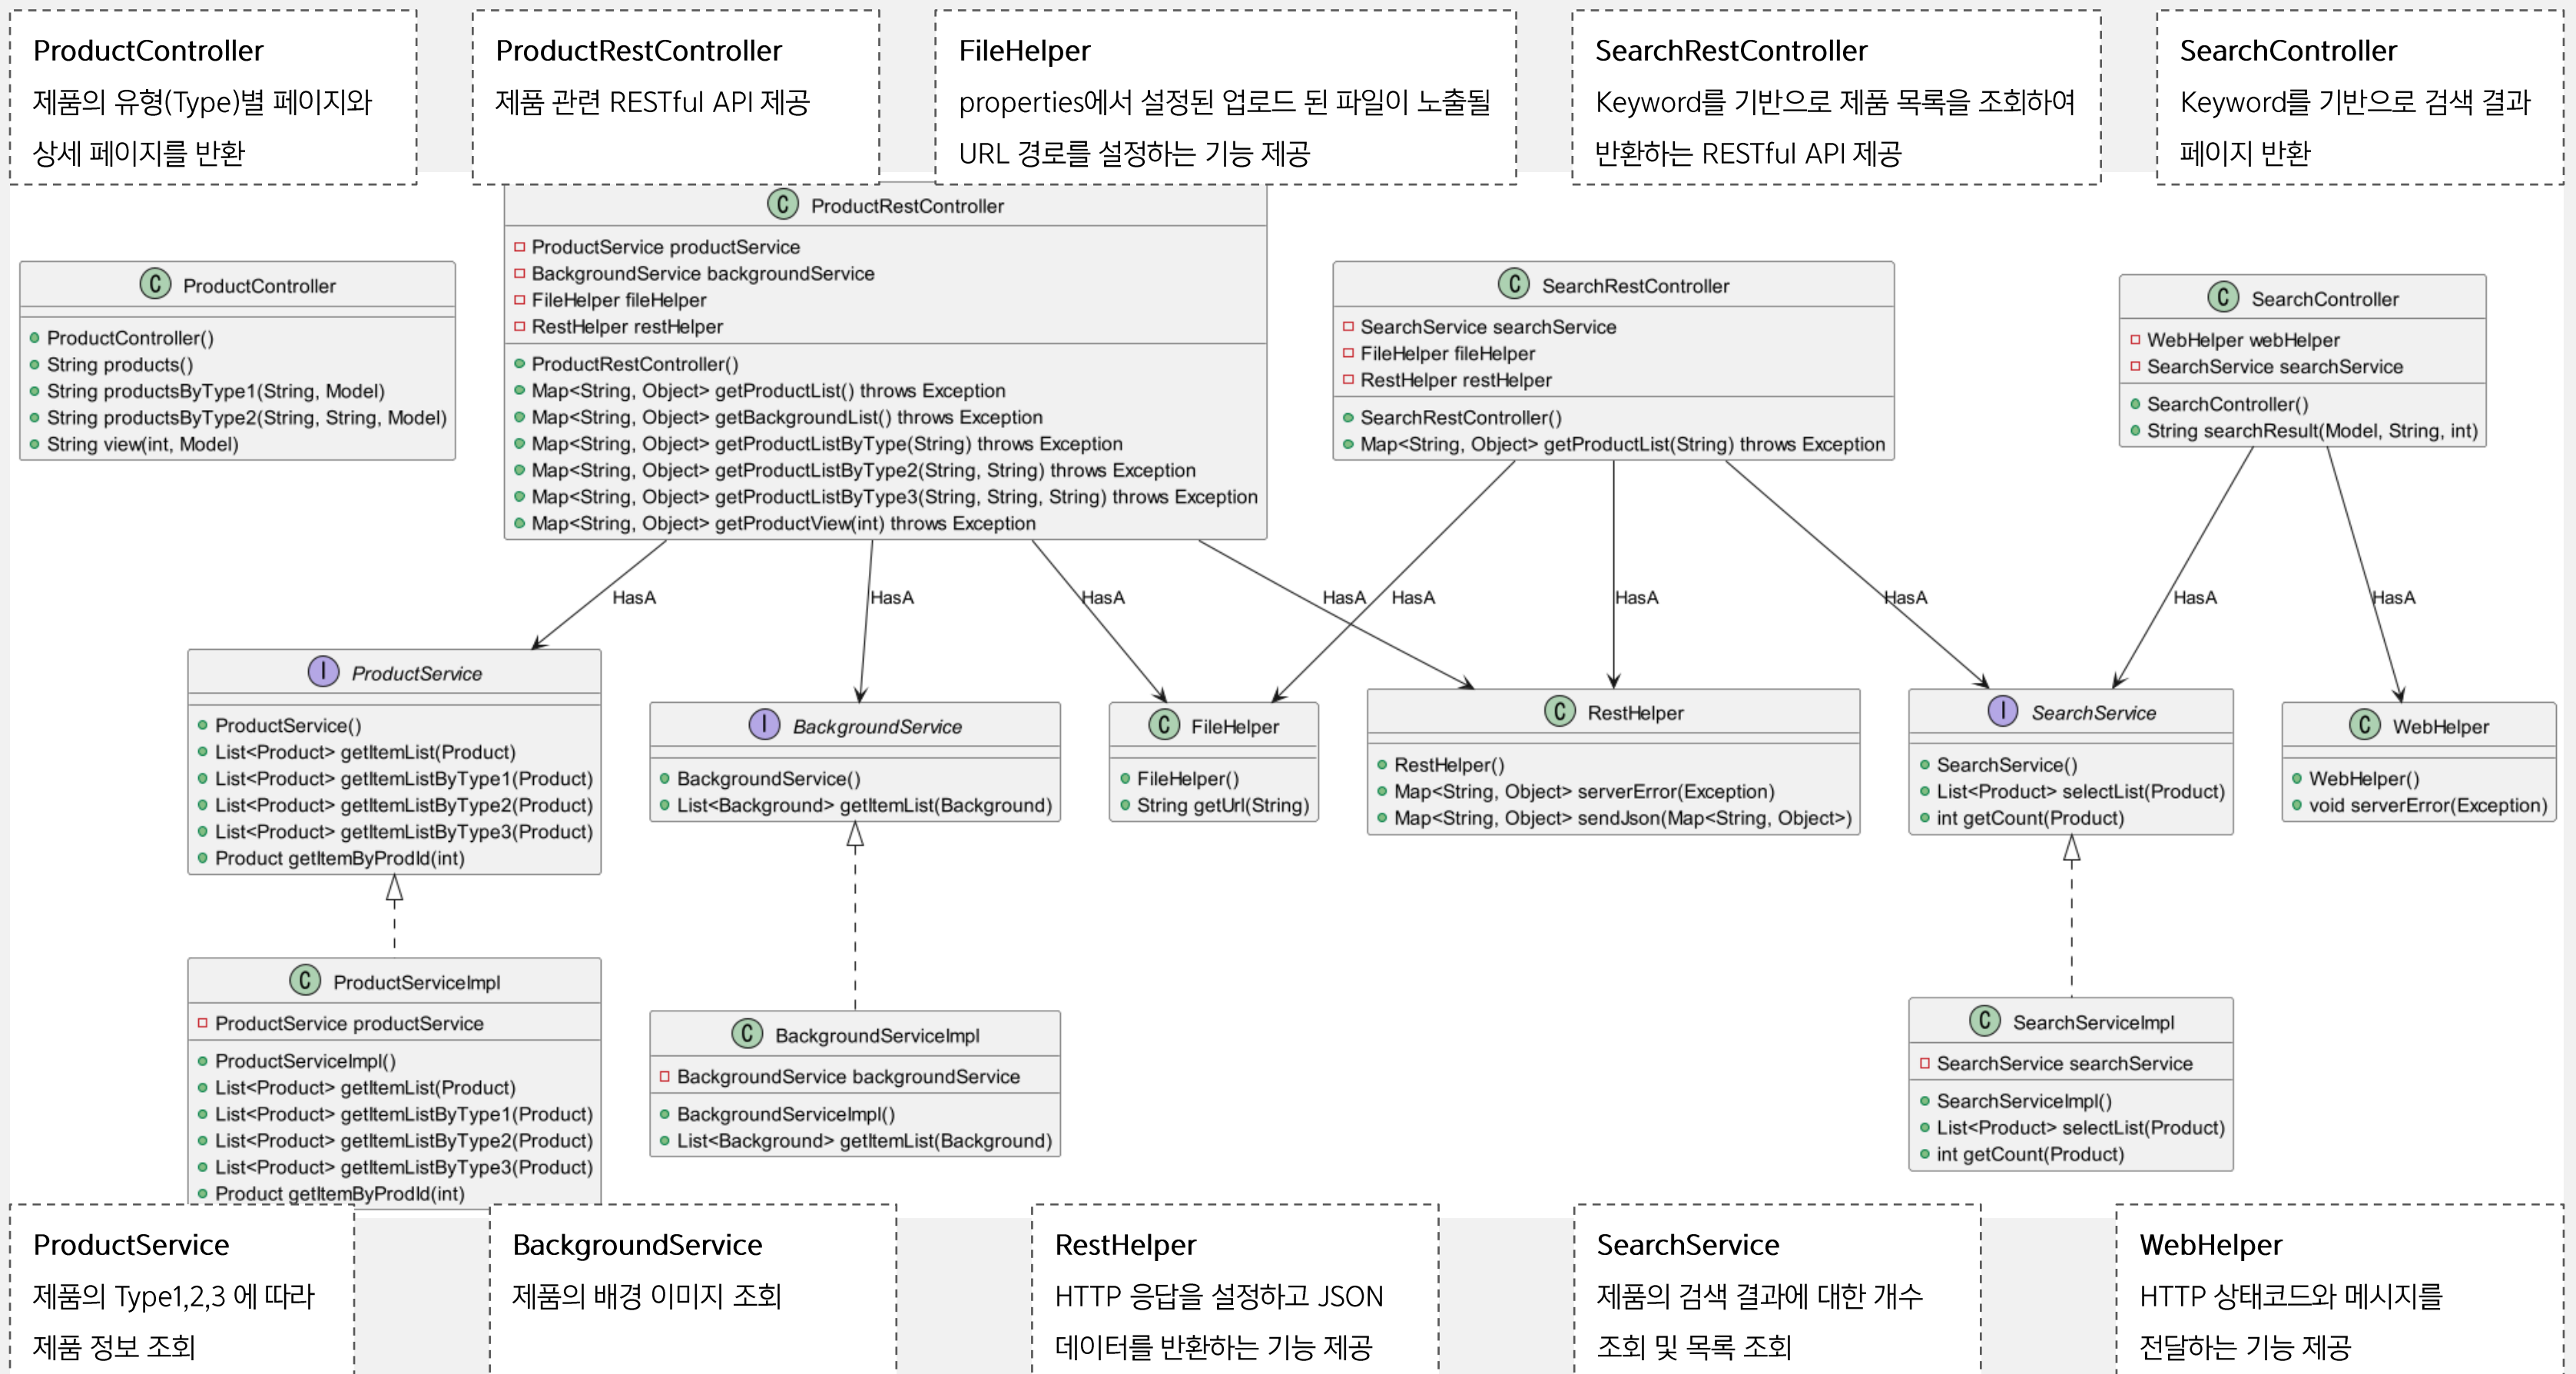 ProductController
제품의 유형(Type)별 페이지와
상세 페이지를 반환
ProductRestController
제품 관련 RESTful API 제공
FileHelper
properties에서 설정된 업로드 된 파일이 노출될
URL 경로를 설정하는 기능 제공
SearchRestController
Keyword를 기반으로 제품 목록을 조회하여
반환하는 RESTful API 제공
SearchController
Keyword를 기반으로 검색 결과
페이지 반환
C ProductController
ProductController()
String products()
String productsByType1(String, Model)
String productsByType2(String, String, Model)
String view(int, Model)
C ProductRestController
ProductService productService
BackgroundService backgroundService
FileHelper fileHelper
RestHelper restHelper
ProductRestController()
Map<String, Object> getProductList() throws Exception
Map<String, Object> getBackgroundList() throws Exception
Map<String, Object> getProductListByType(String) throws Exception
Map<String, Object> getProductListByType2(String, String) throws Exception
Map<String, Object> getProductListByType3(String, String, String) throws Exception
Map<String, Object> getProductView(int) throws Exception
C SearchRestController
SearchService searchService
FileHelper fileHelper
RestHelper restHelper
SearchRestController()
Map<String, Object> getProductList(String) throws Exception
C SearchController
WebHelper webHelper
SearchService searchService
SearchController()
String searchResult(Model, String, int)
HasA
HasA
HasA
HasA
HasA
HasA
HasA
HasA
HasA
I ProductService
ProductService()
List<Product> getItemList(Product)
List<Product> getItemListByType1(Product)
List<Product> getItemListByType2(Product)
List<Product> getItemListByType3(Product)
Product getItemByProdId(int)
I BackgroundService
BackgroundService()
List<Background> getItemList(Background)
C FileHelper
FileHelper()
String getUrl(String)
C RestHelper
RestHelper()
Map<String, Object> serverError(Exception)
Map<String, Object> sendJson(Map<String, Object>)
I SearchService
SearchService()
List<Product> selectList(Product)
int getCount(Product)
C WebHelper
WebHelper()
void serverError(Exception)
C ProductServiceImpl
ProductService productService
ProductServiceImpl()
List<Product> getItemList(Product)
List<Product> getItemListByType1(Product)
List<Product> getItemListByType2(Product)
List<Product> getItemListByType3(Product)
Product getItemByProdId(int)
C BackgroundServiceImpl
BackgroundService backgroundService
BackgroundServiceImpl()
List<Background> getItemList(Background)
C SearchServiceImpl
SearchService searchService
SearchServiceImpl()
List<Product> selectList(Product)
int getCount(Product)
ProductService
제품의 Type1,2,3 에 따라
제품 정보 조회
BackgroundService
제품의 배경 이미지 조회
RestHelper
HTTP 응답을 설정하고 JSON
데이터를 반환하는 기능 제공
SearchService
제품의 검색 결과에 대한 개수
조회 및 목록 조회
WebHelper
HTTP 상태코드와 메시지를
전달하는 기능 제공